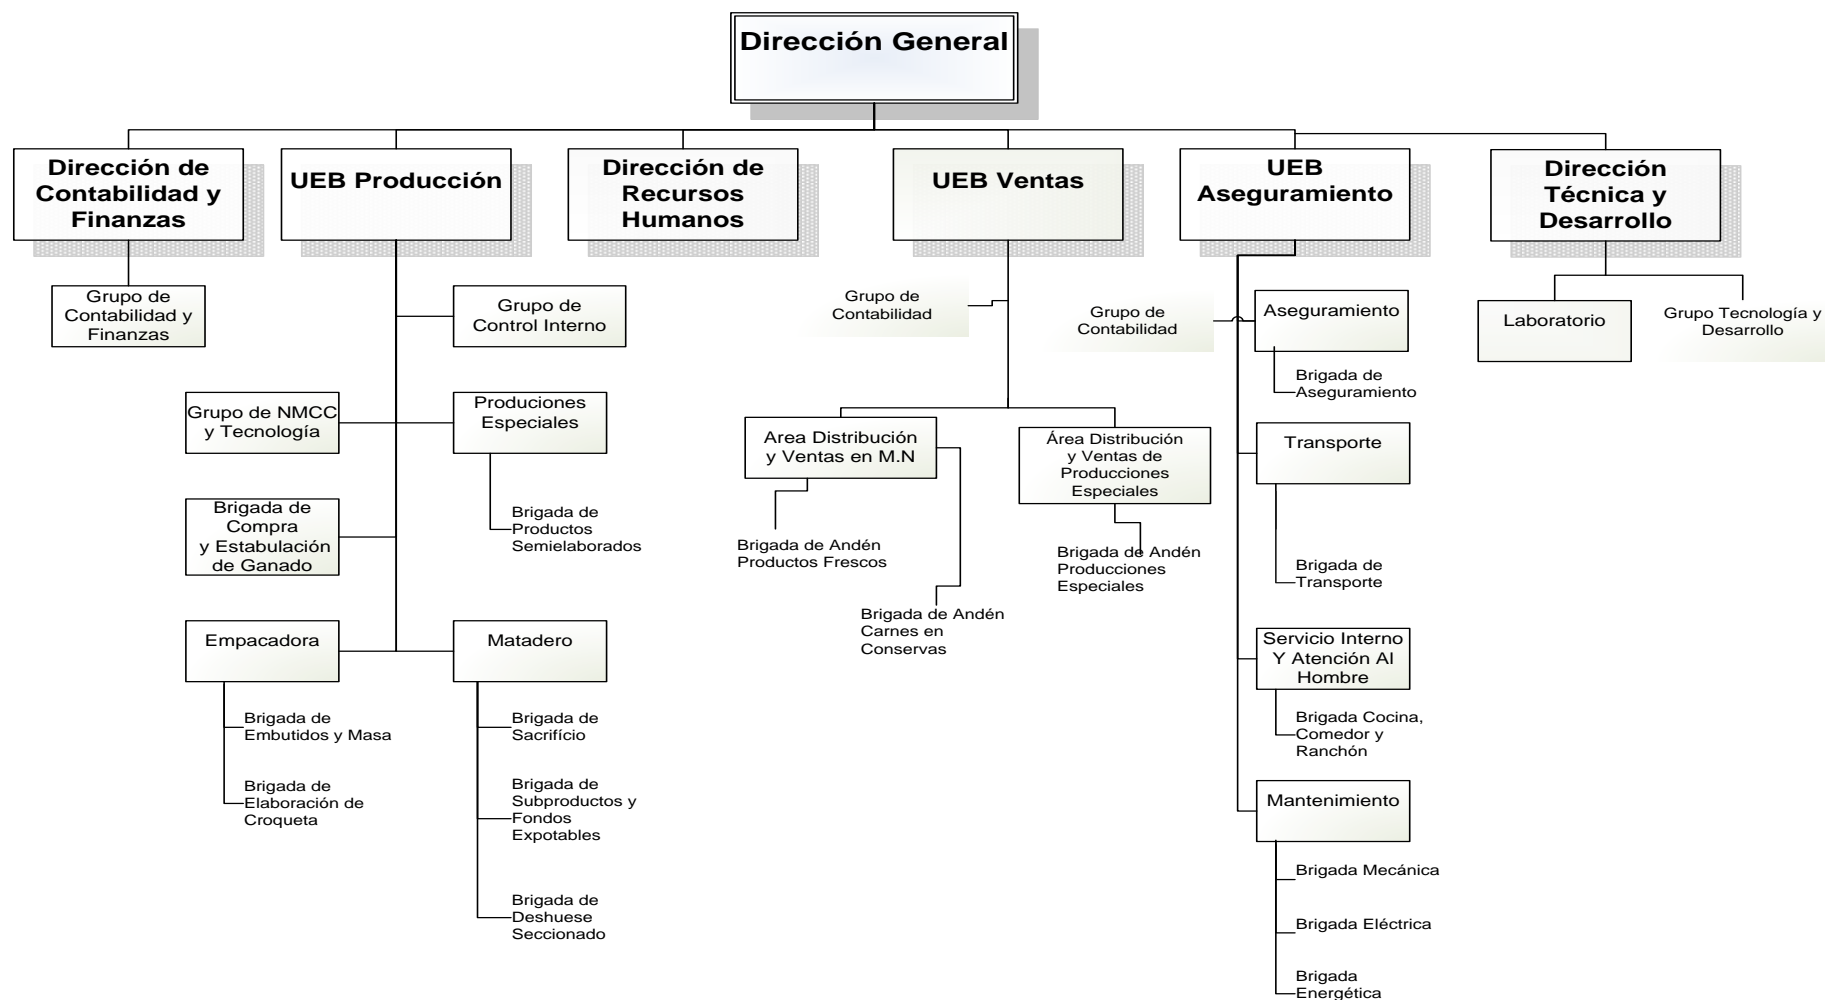 Dirección General
Dirección de
Contabilidad y
Finanzas
UEB Producción
Dirección de
Recursos
Humanos
UEB Ventas
UEB
Aseguramiento
Dirección
Técnica y
Desarrollo
Grupo de
Contabilidad y
Finanzas
Grupo de
Control Interno
Grupo de NMCC
y Tecnología
Produciones
Especiales
Brigada de
Productos
Semielaborados
Brigada de
Compra
y Estabulación
de Ganado
Empacadora
Brigada de
Embutidos y Masa
Brigada de
Elaboración de
Croqueta
Matadero
Brigada de
Sacrifício
Brigada de
Subproductos y
Fondos
Expotables
Brigada de
Deshuese
Seccionado
Grupo de
Contabilidad
Area Distribución
y Ventas en M.N
Brigada de Andén
Productos Frescos
Brigada de Andén
Carnes en
Conservas
Área Distribución
y Ventas de
Producciones
Especiales
Brigada de Andén
Producciones
Especiales
Grupo de
Contabilidad
Aseguramiento
Brigada de
Aseguramiento
Transporte
Brigada de
Transporte
Servicio Interno
Y Atención Al
Hombre
Brigada Cocina,
Comedor y
Ranchón
Mantenimiento
Brigada Mecánica
Brigada Eléctrica
Brigada
Energética
Laboratorio
Grupo Tecnología y
Desarrollo